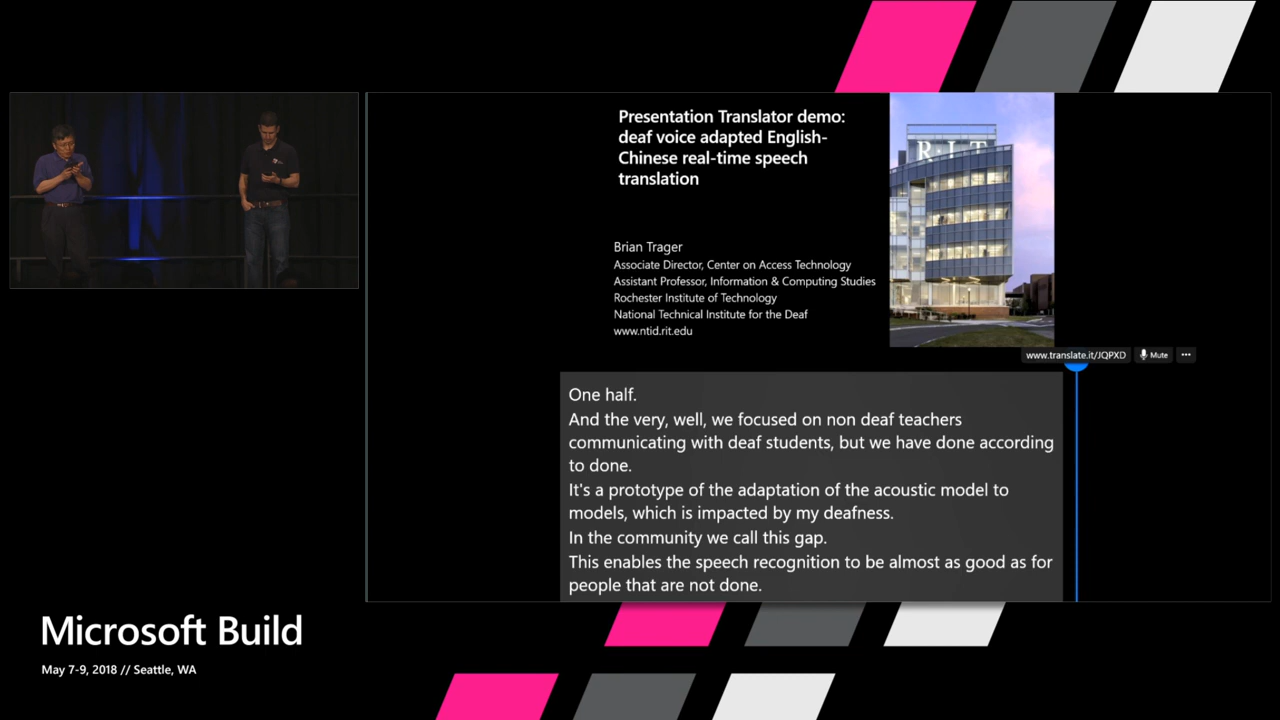 Presentation Translator demo:
deaf voice adapted English-
Chinese real-time speech
translation
R·I·T
Brian Trager
Associate Director, Center on Access Technology
Assistant Professor, Information & Computing Studies
Rochester Institute of Technology
National Technical Institute for the Deaf
www.ntid.rit.edu
www.translate.it/JQPXD
Mute
One half.
And the very, well, we focused on non deaf teachers
communicating with deaf students, but we have done according
to done.
It's a prototype of the adaptation of the acoustic model to
models, which is impacted by my deafness.
In the community we call this gap.
This enables the speech recognition to be almost as good as for
people that are not done.
Microsoft Build
May 7-9, 2018 // Seattle, WA